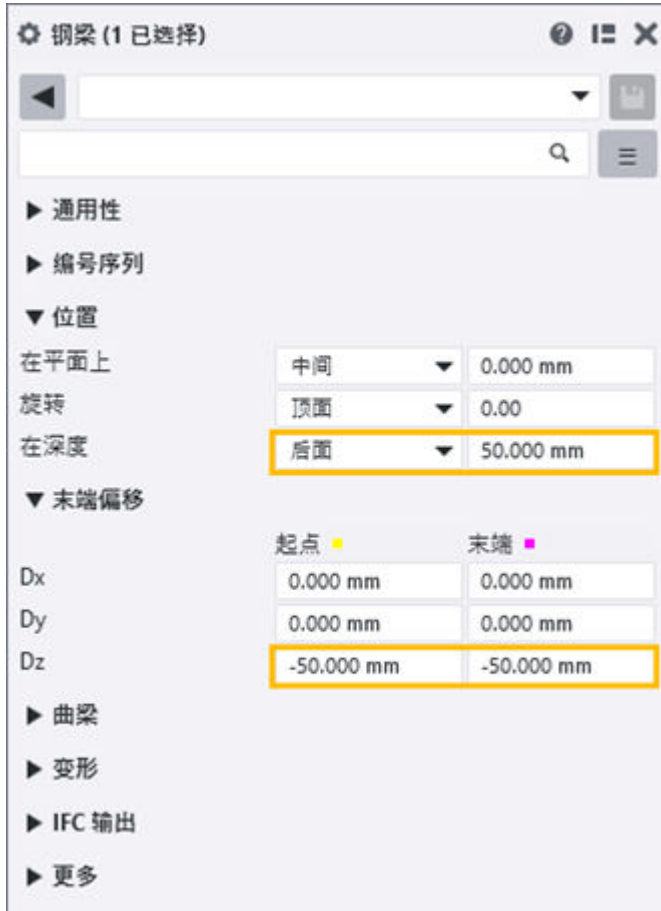 钢梁 (1 已选择)
通用性
编号序列
位置
在平面上 中间 0.000 mm
旋转 顶面 0.00
在深度 后面 50.000 mm
末端偏移
起点 末端
Dx 0.000 mm 0.000 mm
Dy 0.000 mm 0.000 mm
Dz -50.000 mm -50.000 mm
曲梁
变形
IFC 输出
更多